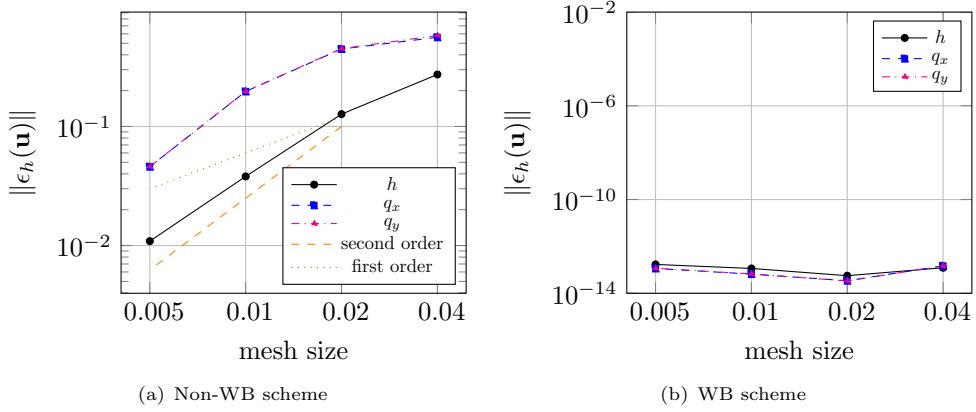 ||ϵ_h(𝐮)||
10^{-1}
10^{-2}
0.005 0.01 0.02 0.04
mesh size
h
q_x
q_y
second order
first order
(a) Non-WB scheme
||ϵ_h(𝐮)||
10^{-2}
10^{-6}
10^{-10}
10^{-14}
0.005 0.01 0.02 0.04
mesh size
h
q_x
q_y
(b) WB scheme